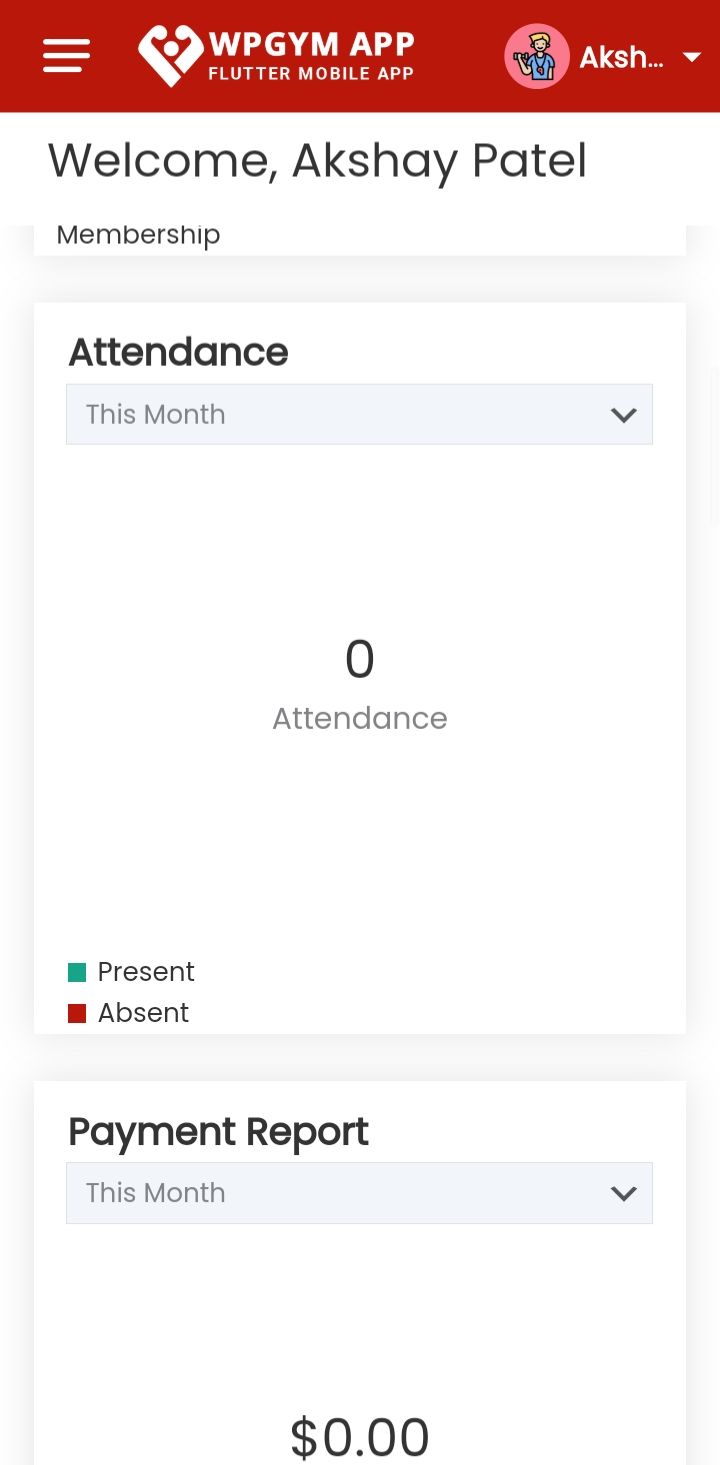 WPGYM APP
FLUTTER MOBILE APP
Aksh...
Welcome, Akshay Patel
Membership
Attendance
This Month
0
Attendance
Present
Absent
Payment Report
This Month
$0.00